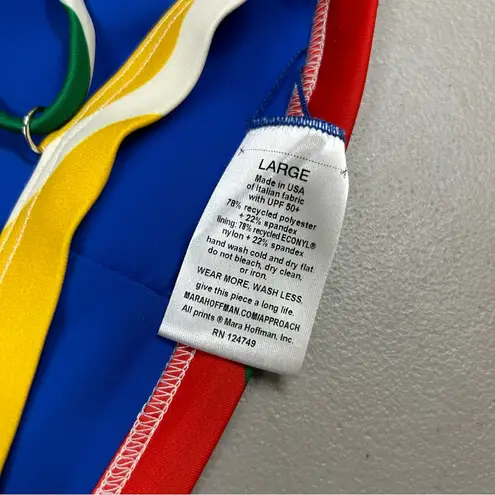 LARGE
Made in USA
of Italian fabric
with UPF 50+
78% recycled polyester
+ 22% spandex
lining: 78% recycled ECONYL®
nylon + 22% spandex
hand wash cold and dry flat
do not bleach, dry clean,
or iron.
WEAR MORE, WASH LESS.
give this piece a long life.
MARAHOFFMAN.COM/APPROACH
All prints ® Mara Hoffman, Inc.
RN 124749